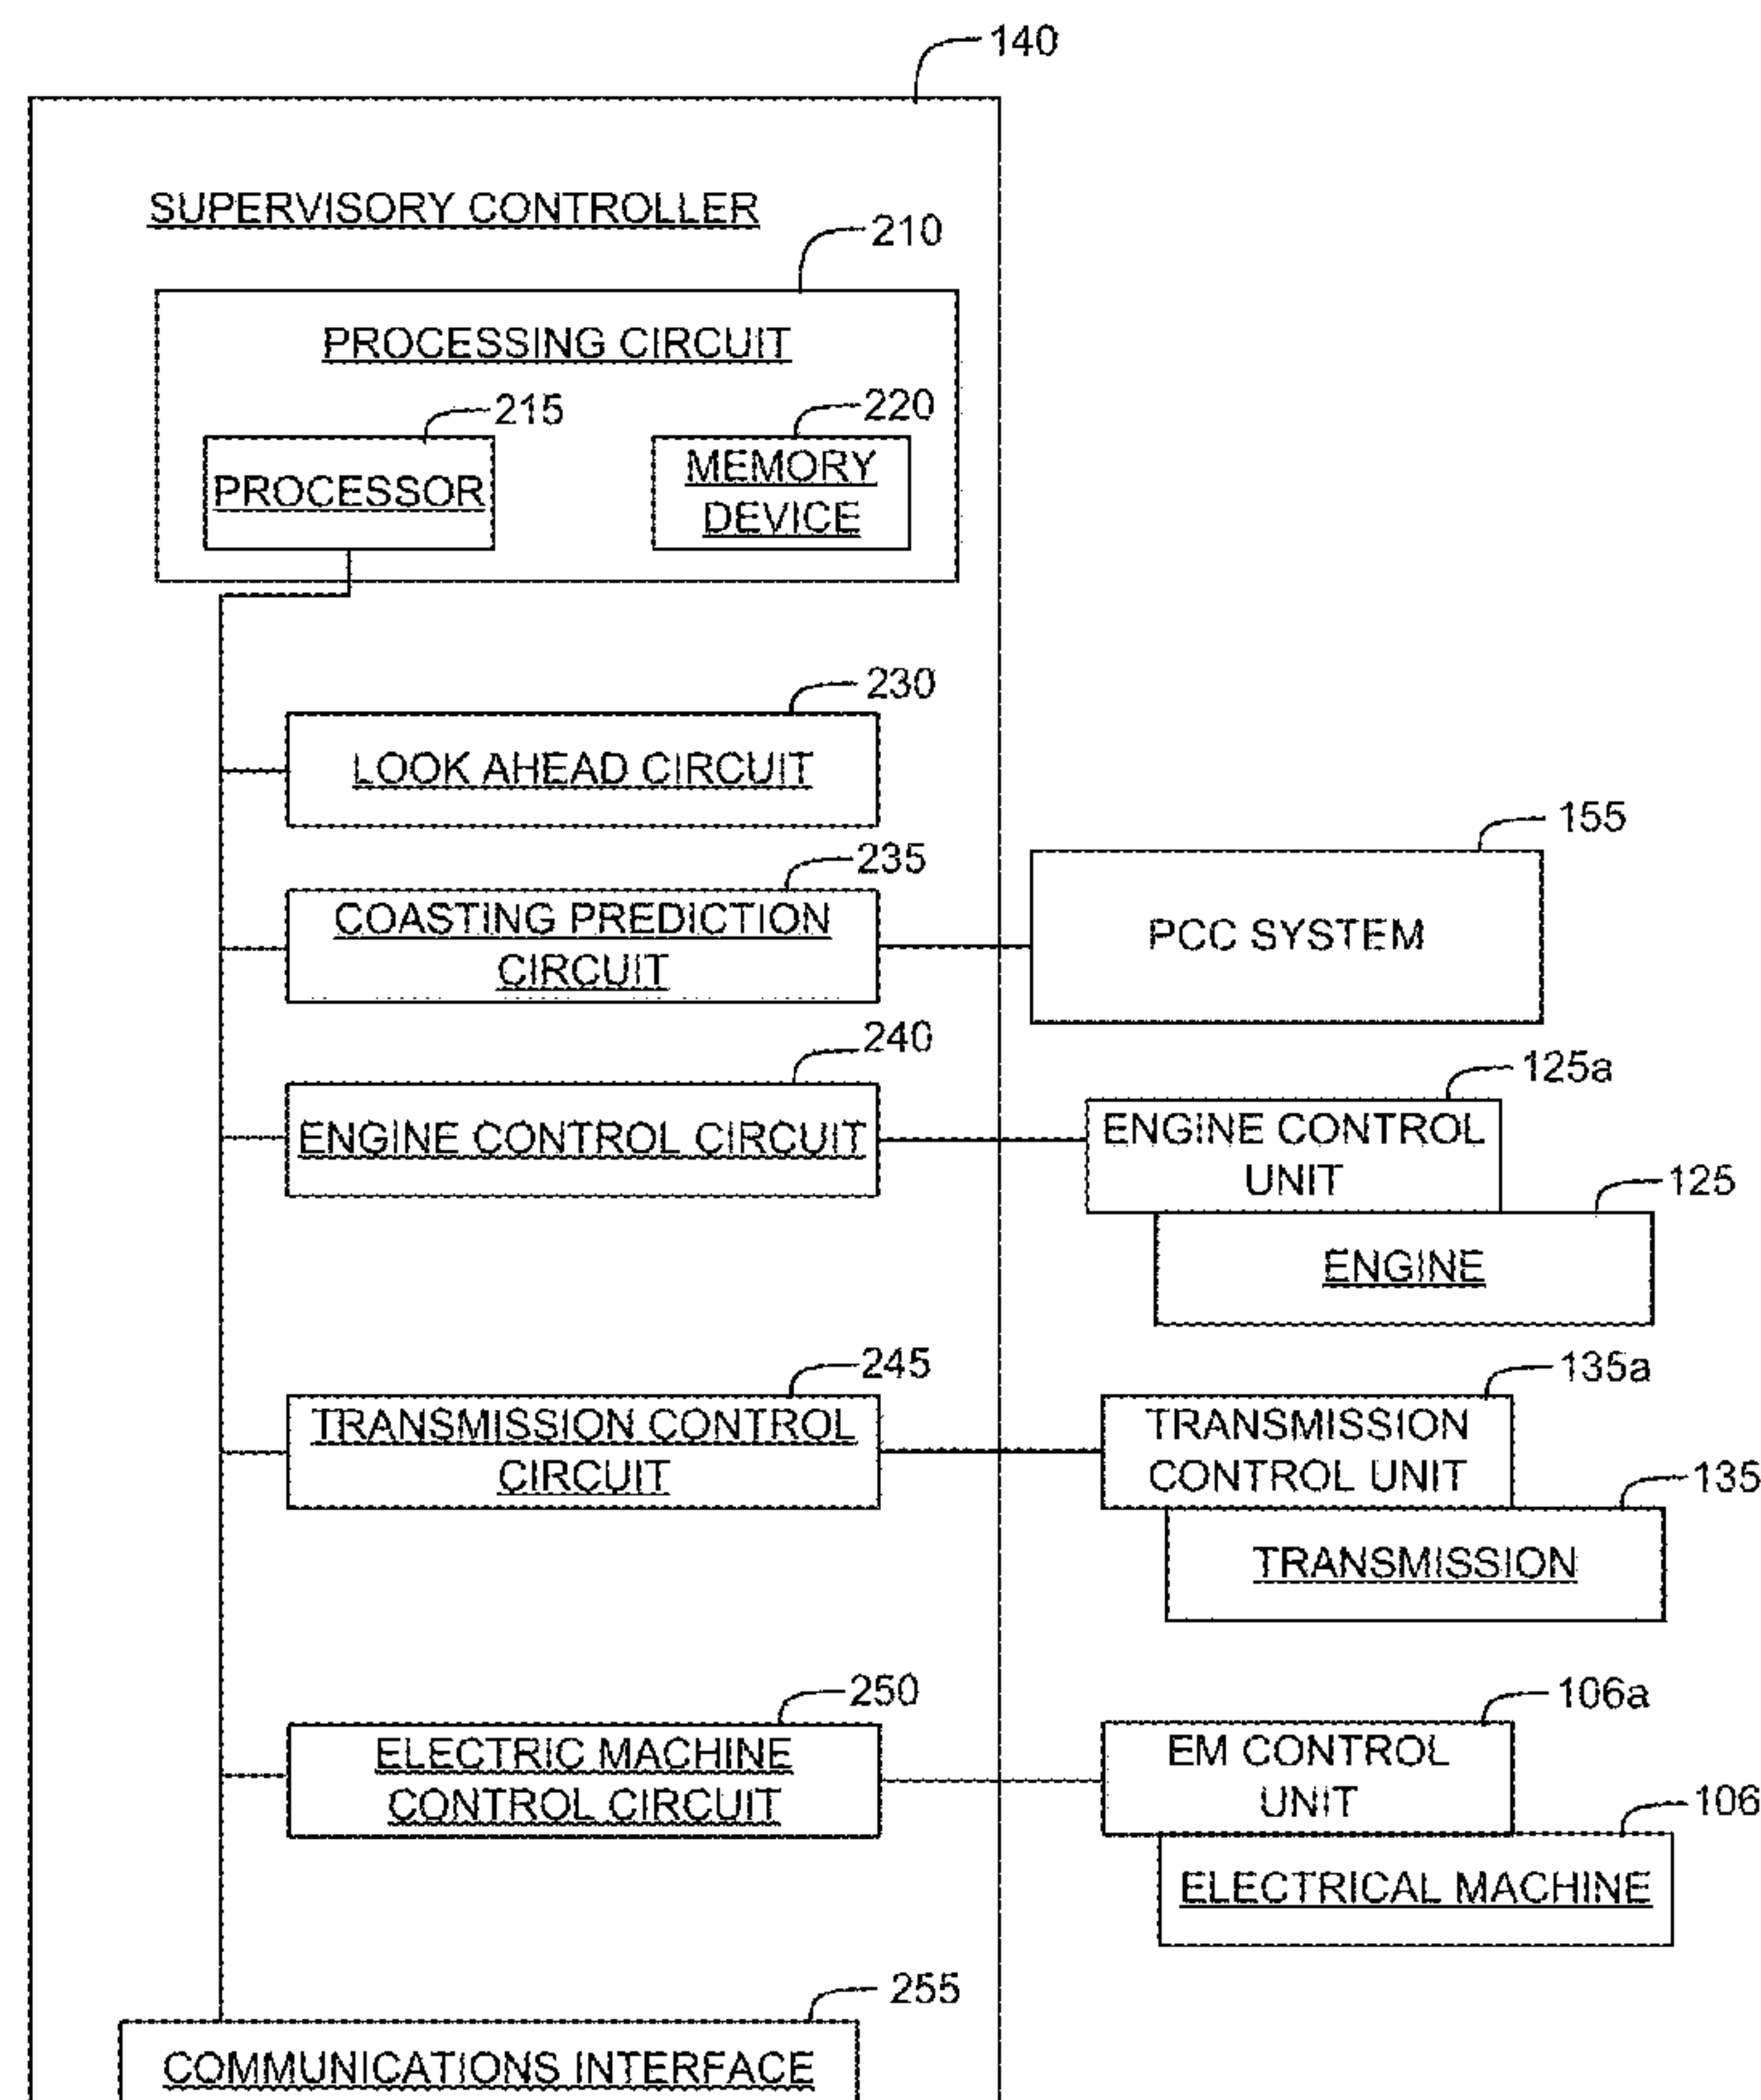 140
SUPERVISORY CONTROLLER
210
PROCESSING CIRCUIT
215
220
PROCESSOR
MEMORY
DEVICE
230
LOOK AHEAD CIRCUIT
155
235
COASTING PREDICTION
CIRCUIT
PCC SYSTEM
240
125a
ENGINE CONTROL CIRCUIT
ENGINE CONTROL
UNIT
125
ENGINE
245
135a
TRANSMISSION CONTROL
CIRCUIT
TRANSMISSION
CONTROL UNIT
135
TRANSMISSION
250
106a
ELECTRIC MACHINE
CONTROL CIRCUIT
EM CONTROL
UNIT
106
ELECTRICAL MACHINE
255
COMMUNICATIONS INTERFACE